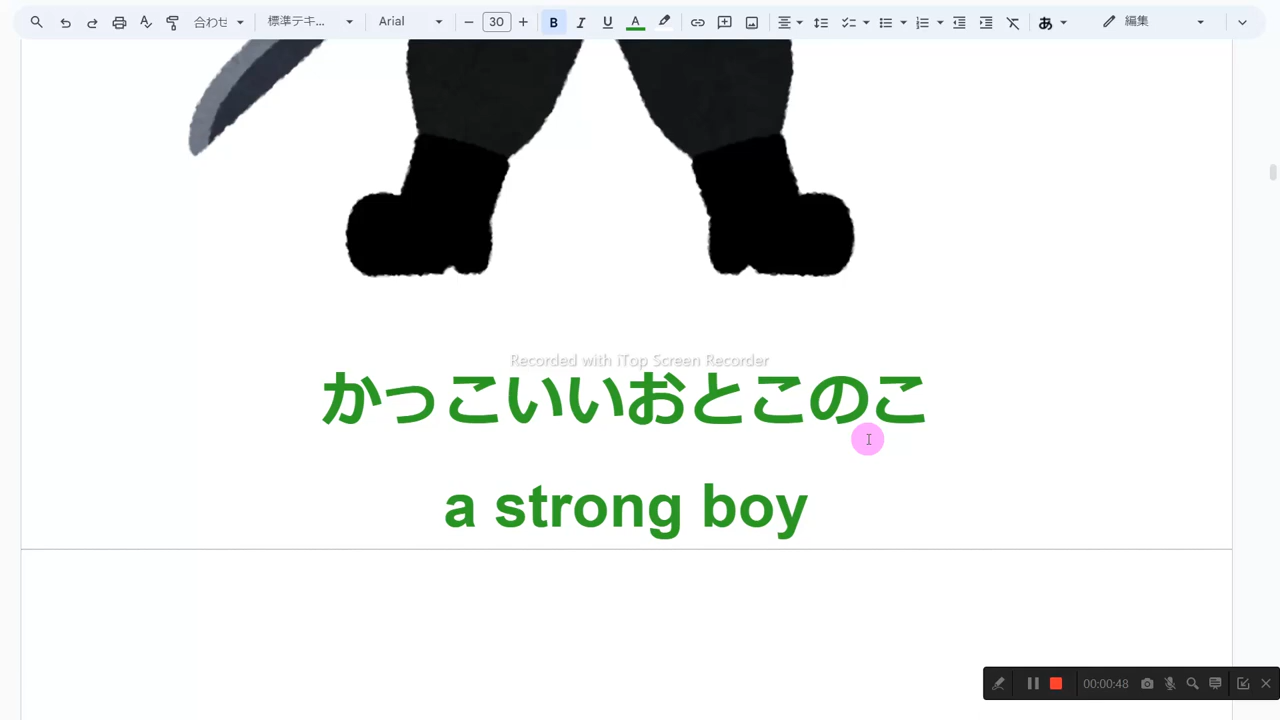 合わせ
標準テキ...
Arial
30
B
I
U
A
あ
編集
Recorded with iTop Screen Recorder
かっこいいおとこのこ
a strong boy
00:00:48